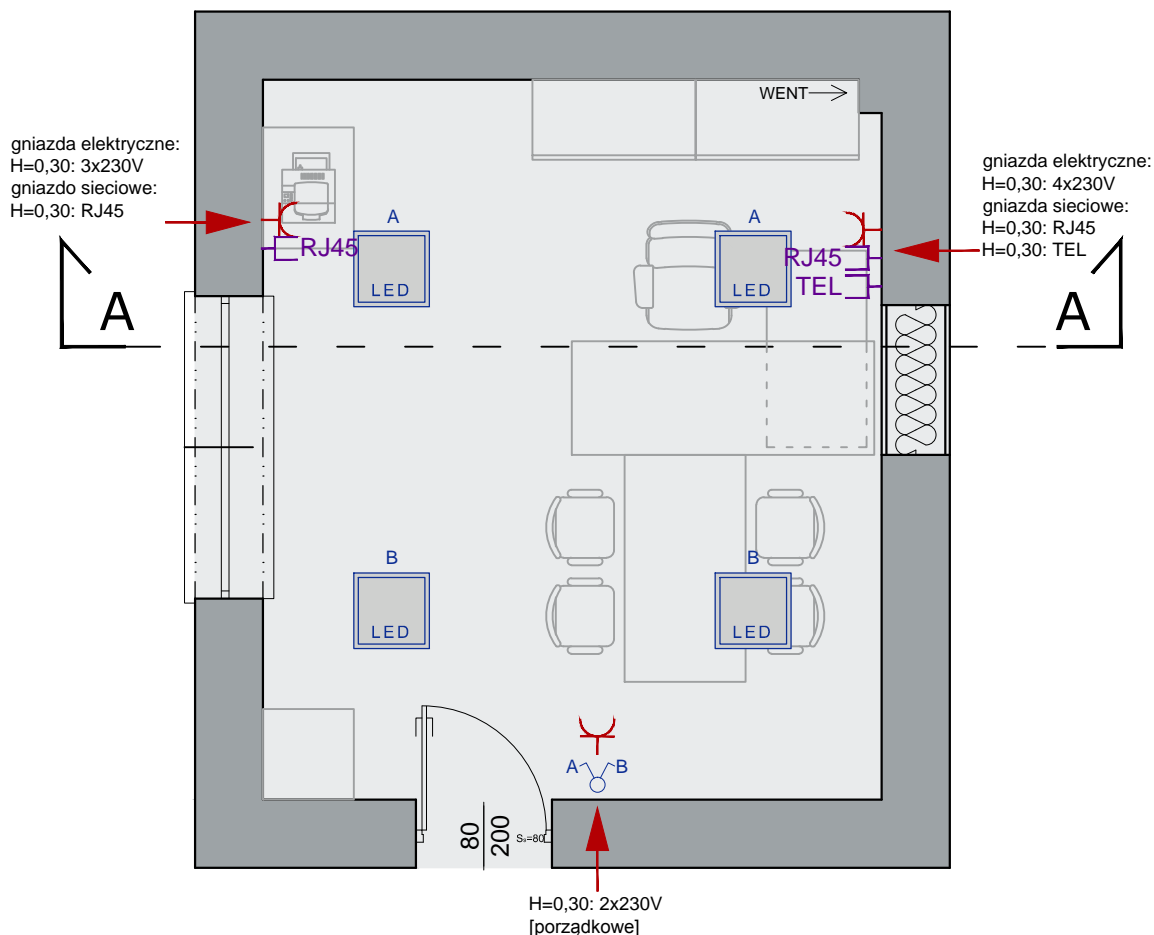 WENT
gniazda elektryczne:
H=0,30: 3x230V
gniazdo sieciowe:
H=0,30: RJ45
gniazda elektryczne:
H=0,30: 4x230V
gniazda sieciowe:
H=0,30: RJ45
H=0,30: TEL
A
A
RJ45
RJ45
TEL
LED
LED
A
A
B
B
LED
LED
A
B
80
200
S₀=80
H=0,30: 2x230V
[porządkowe]